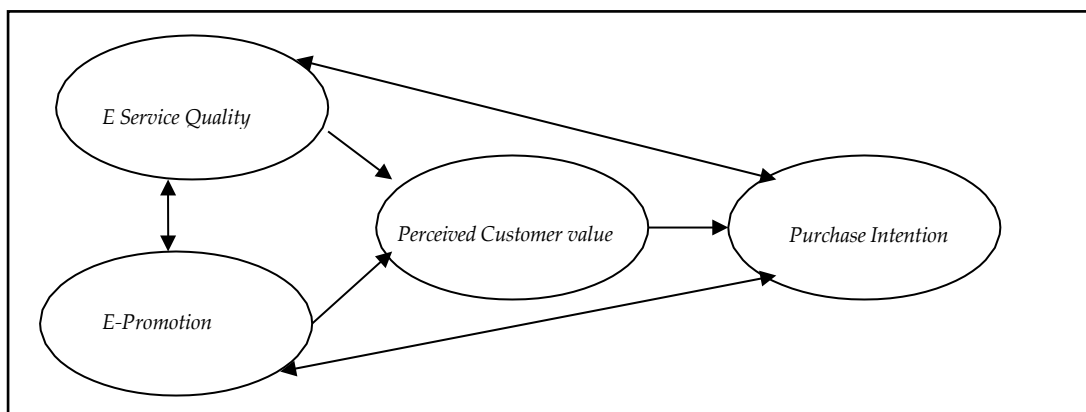 E Service Quality
Perceived Customer value
Purchase Intention
E-Promotion